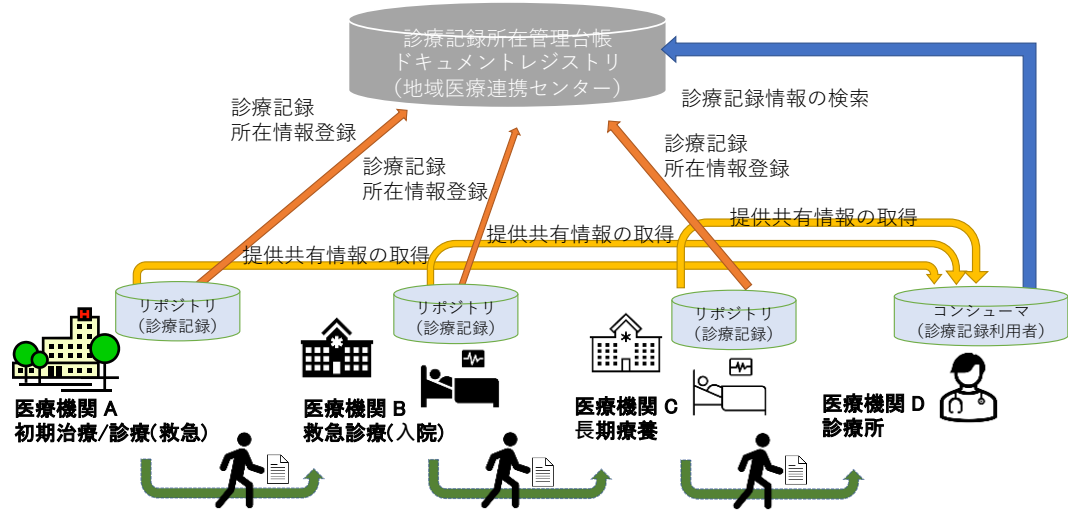 診療記録所在管理台帳
ドキュメントレジストリ
(地域医療連携センター)
診療記録情報の検索
診療記録
所在情報登録
診療記録
所在情報登録
診療記録
所在情報登録
提供共有情報の取得
提供共有情報の取得
提供共有情報の取得
リポジトリ
(診療記録)
リポジトリ
(診療記録)
リポジトリ
(診療記録)
コンシューマ
(診療記録利用者)
H
医療機関 A
初期治療/診療(救急)
医療機関 B
救急診療(入院)
医療機関 C
長期療養
医療機関 D
診療所